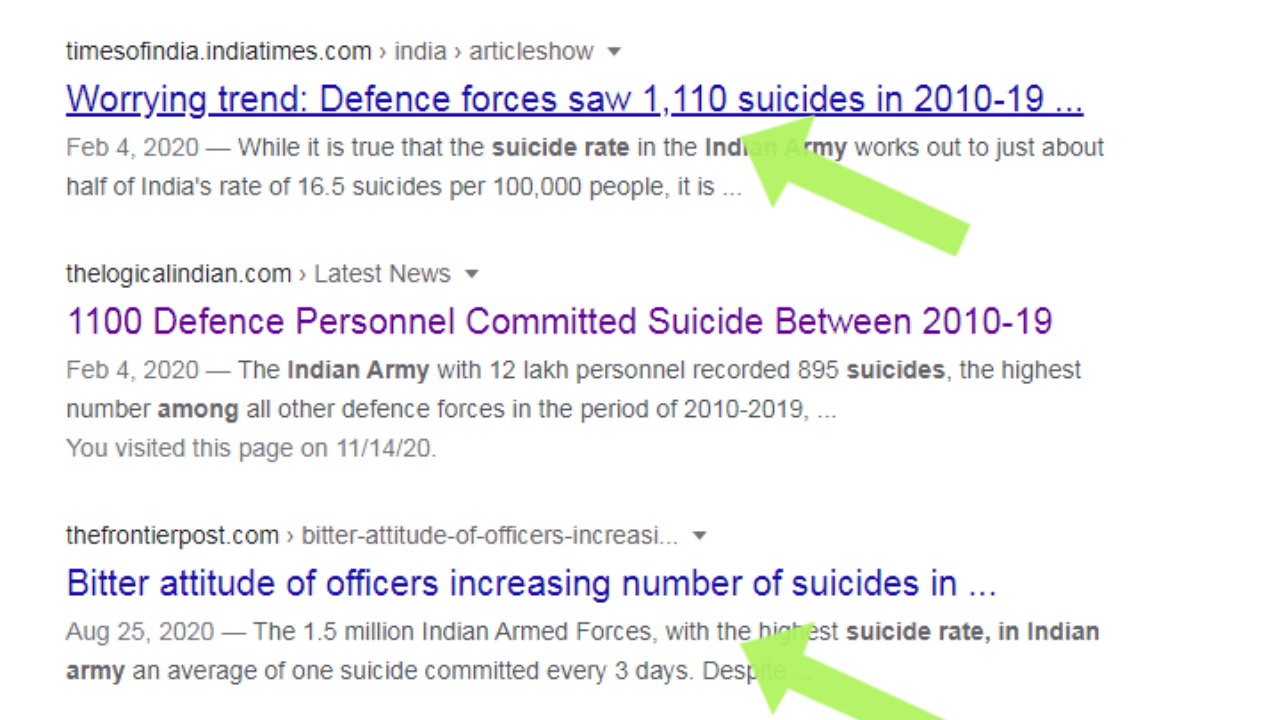 timesofindia.indiatimes.com › india › articleshow
Worrying trend: Defence forces saw 1,110 suicides in 2010-19 ...
Feb 4, 2020 — While it is true that the suicide rate in the Indian Army works out to just about
half of India's rate of 16.5 suicides per 100,000 people, it is ...
thelogicalindian.com › Latest News
1100 Defence Personnel Committed Suicide Between 2010-19
Feb 4, 2020 — The Indian Army with 12 lakh personnel recorded 895 suicides, the highest
number among all other defence forces in the period of 2010-2019, ...
You visited this page on 11/14/20.
thefrontierpost.com › bitter-attitude-of-officers-increasi...
Bitter attitude of officers increasing number of suicides in ...
Aug 25, 2020 — The 1.5 million Indian Armed Forces, with the highest suicide rate, in Indian
army an average of one suicide committed every 3 days. Despite ...